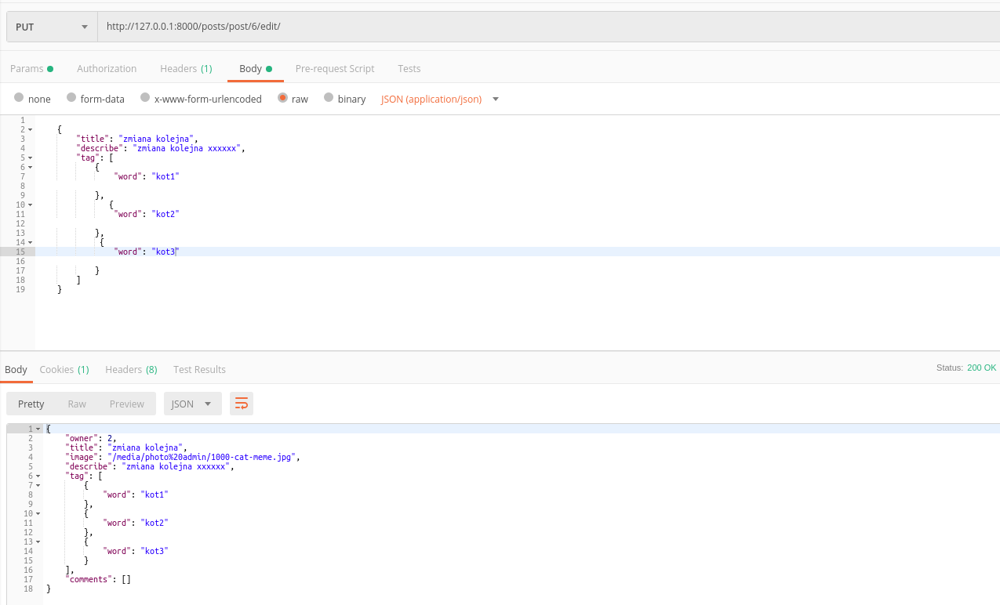 PUT http://127.0.0.1:8000/posts/post/6/edit/
Params Authorization Headers (1) Body Pre-request Script Tests
none form-data x-www-form-urlencoded raw binary JSON (application/json)
1
2 {
3 "title": "zmiana kolejna",
4 "describe": "zmiana kolejna xxxxxx",
5 "tag": [
6 {
7 "word": "kot1"
8
9 },
10 {
11 "word": "kot2"
12
13 },
14 {
15 "word": "kot3"
16
17 }
18 ]
19 }
Body Cookies (1) Headers (8) Test Results Status: 200 OK
Pretty Raw Preview JSON
1 {
2 "owner": 2,
3 "title": "zmiana kolejna",
4 "image": "/media/photo%20admin/1000-cat-meme.jpg",
5 "describe": "zmiana kolejna xxxxxx",
6 "tag": [
7 {
8 "word": "kot1"
9 },
10 {
11 "word": "kot2"
12 },
13 {
14 "word": "kot3"
15 }
16 ],
17 "comments": []
18 }